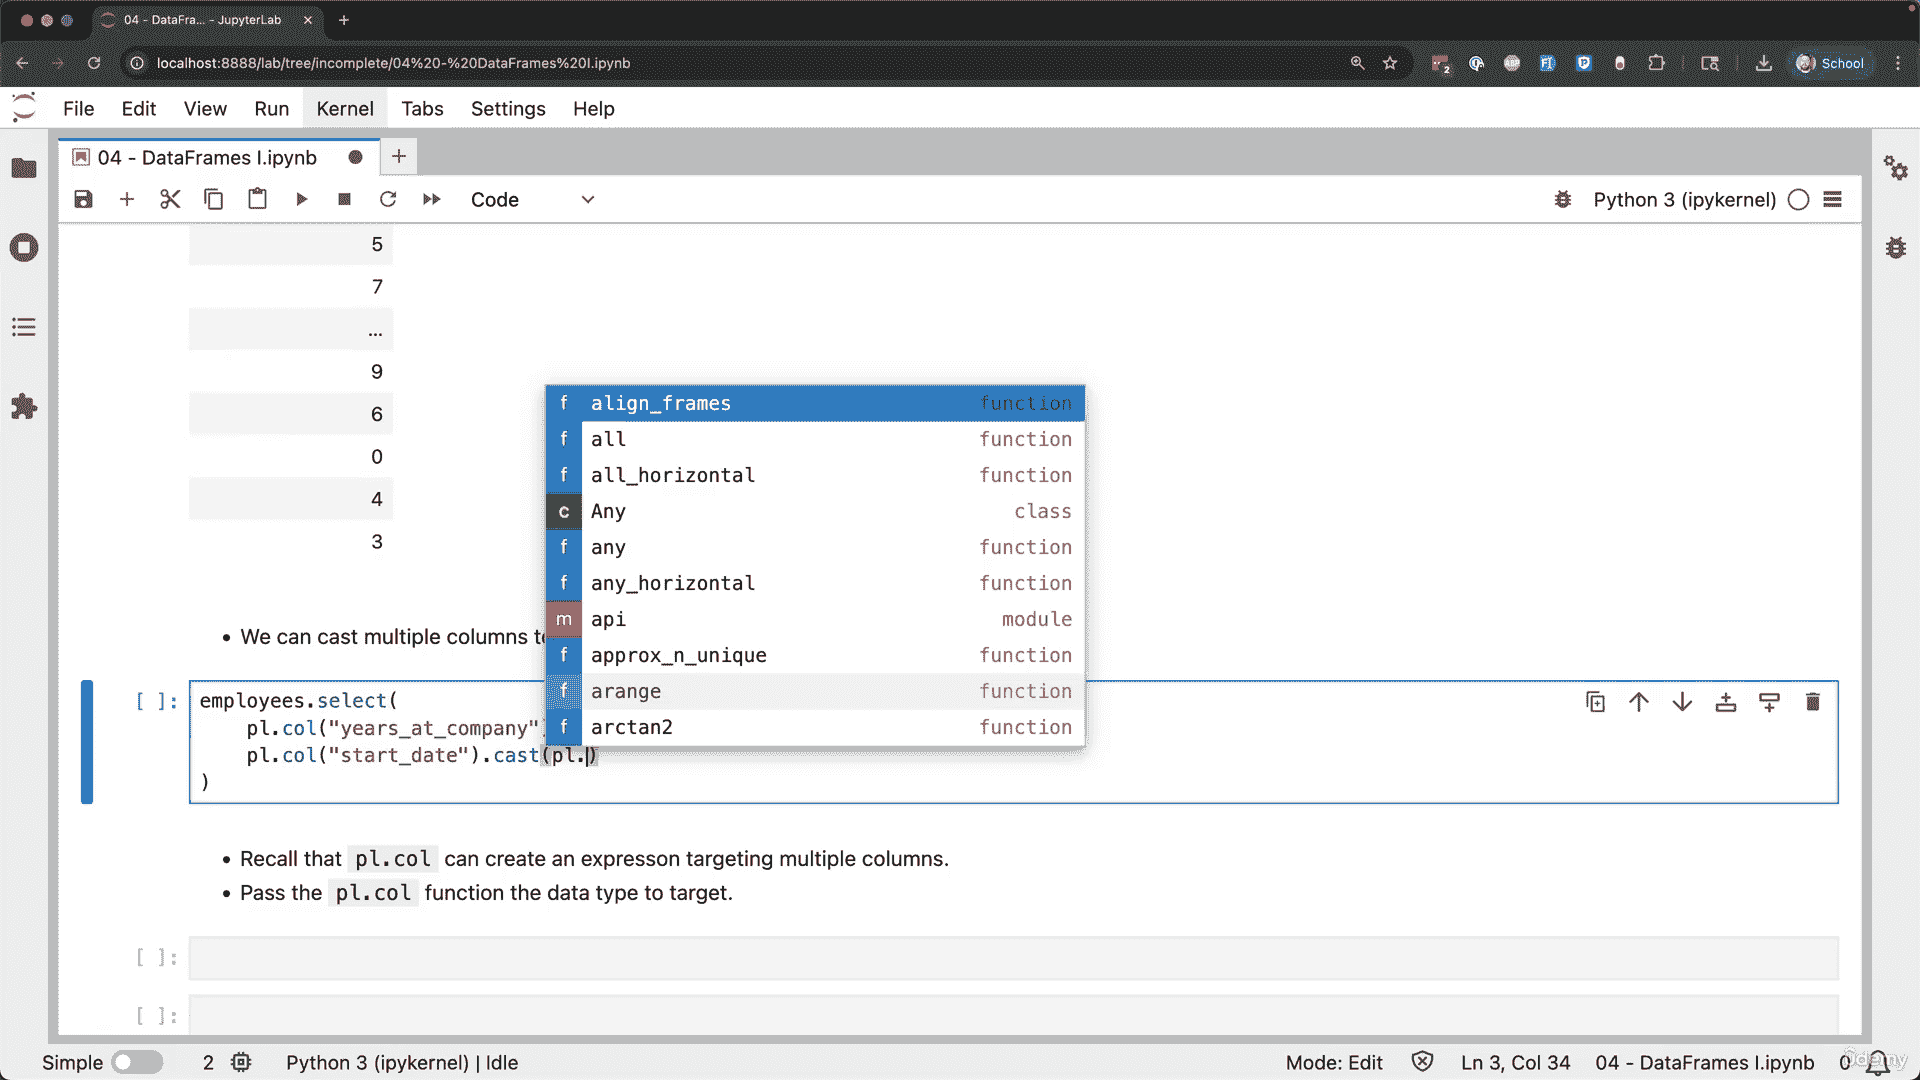 04 - DataFra... - JupyterLab
localhost:8888/lab/tree/incomplete/04%20-%20DataFrames%20I.ipynb
2
ABP
School
File Edit View Run Kernel Tabs Settings Help
04 - DataFrames I.ipynb
Code
Python 3 (ipykernel)
5
7
...
9
6
0
4
3
f align_frames function
f all function
f all_horizontal function
c Any class
f any function
f any_horizontal function
m api module
f approx_n_unique function
f arange function
f arctan2 function
• We can cast multiple columns
[ ]: employees.select(
pl.col("years_at_company")
pl.col("start_date").cast(pl.)
)
• Recall that pl.col can create an expresson targeting multiple columns.
• Pass the pl.col function the data type to target.
[ ]:
[ ]:
Simple 2 Python 3 (ipykernel) | Idle Mode: Edit Ln 3, Col 34 04 - DataFrames I.ipynb 0
ûdemy